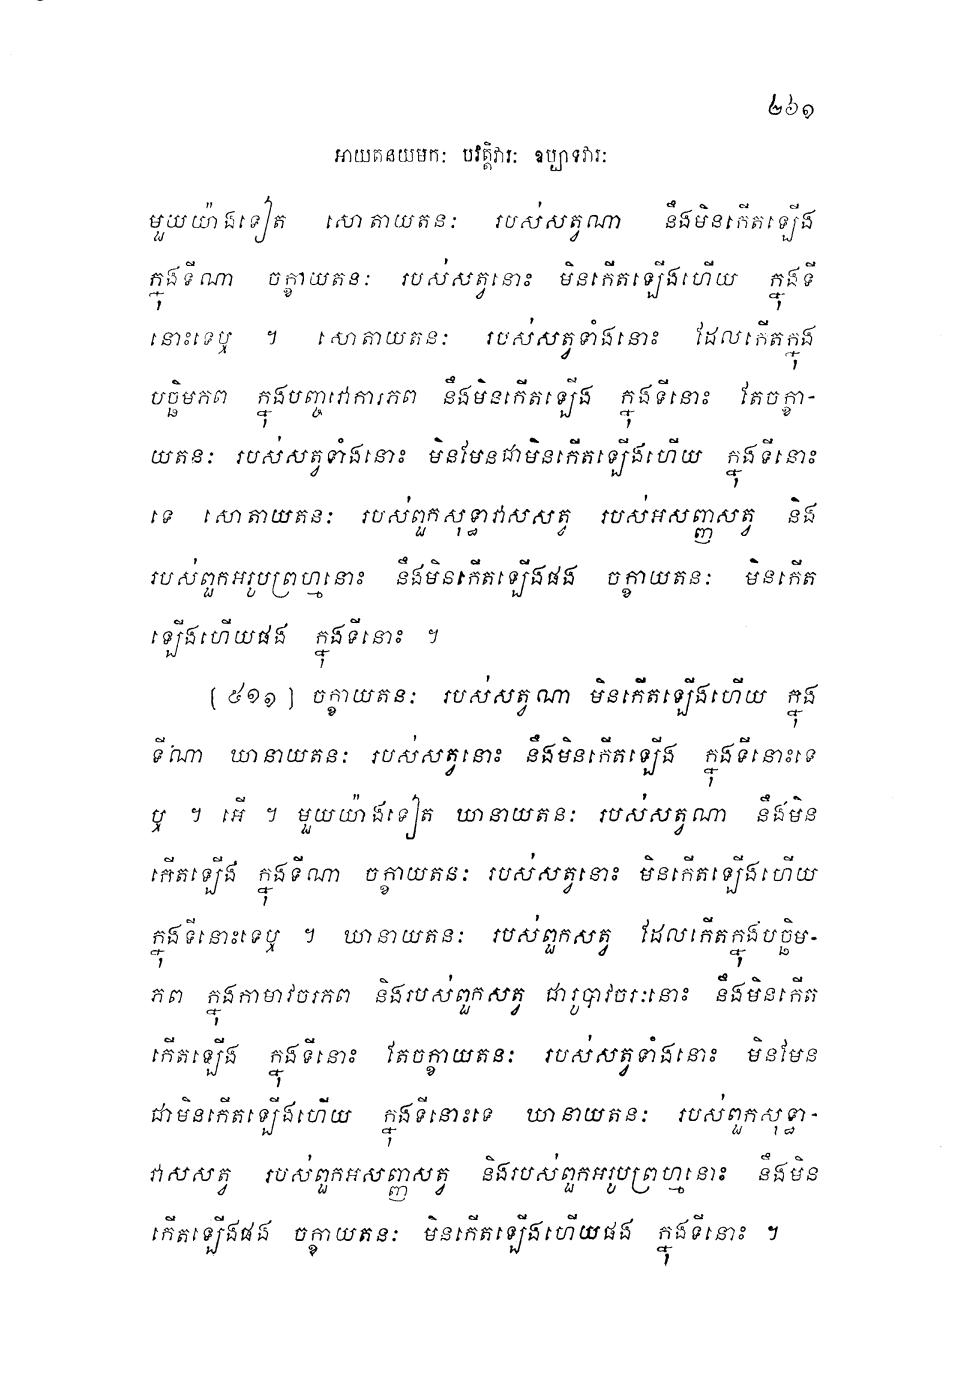 ២៦១
អាយតនយមកៈ បវត្តិវារៈ ឧប្បាទវារៈ
មួយយ៉ាងទៀត សោតាយតនៈ របស់សត្វណា នឹងមិនកើតឡើង
ក្នុងទីណា ចក្ខាយតនៈ របស់សត្វនោះ មិនកើតឡើងហើយ ក្នុងទី
នោះទេឬ ។ សោតាយតនៈ របស់សត្វទាំងនោះ ដែលកើតក្នុង
បច្ឆិមភព ក្នុងបញ្ចវោការភព នឹងមិនកើតឡើង ក្នុងទីនោះ តែចក្ខា-
យតនៈ របស់សត្វទាំងនោះ មិនមែនជាមិនកើតឡើងហើយ ក្នុងទីនោះ
ទេ សោតាយតនៈ របស់ពួកសុទ្ធាវាសសត្វ របស់អសញ្ញសត្វ និង
របស់ពួកអរូបព្រហ្មនោះ នឹងមិនកើតឡើងផង ចក្ខាយតនៈ មិនកើត
ឡើងហើយផង ក្នុងទីនោះ ។
[៥១១] ចក្ខាយតនៈ របស់សត្វណា មិនកើតឡើងហើយ ក្នុង
ទីណា ឃានាយតនៈ របស់សត្វនោះ នឹងមិនកើតឡើង ក្នុងទីនោះទេ
ឬ ។ អើ ។ មួយយ៉ាងទៀត ឃានាយតនៈ របស់សត្វណា នឹងមិន
កើតឡើង ក្នុងទីណា ចក្ខាយតនៈ របស់សត្វនោះ មិនកើតឡើងហើយ
ក្នុងទីនោះទេឬ ។ ឃានាយតនៈ របស់ពួកសត្វ ដែលកើតក្នុងបច្ឆិម-
ភព ក្នុងកាមាវចរភព និងរបស់ពួកសត្វ ជារូបាវចរៈនោះ នឹងមិនកើត
កើតឡើង ក្នុងទីនោះ តែចក្ខាយតនៈ របស់សត្វទាំងនោះ មិនមែន
ជាមិនកើតឡើងហើយ ក្នុងទីនោះទេ ឃានាយតនៈ របស់ពួកសុទ្ធា-
វាសសត្វ របស់ពួកអសញ្ញសត្វ និងរបស់ពួកអរូបព្រហ្មនោះ នឹងមិន
កើតឡើងផង ចក្ខាយតនៈ មិនកើតឡើងហើយផង ក្នុងទីនោះ ។